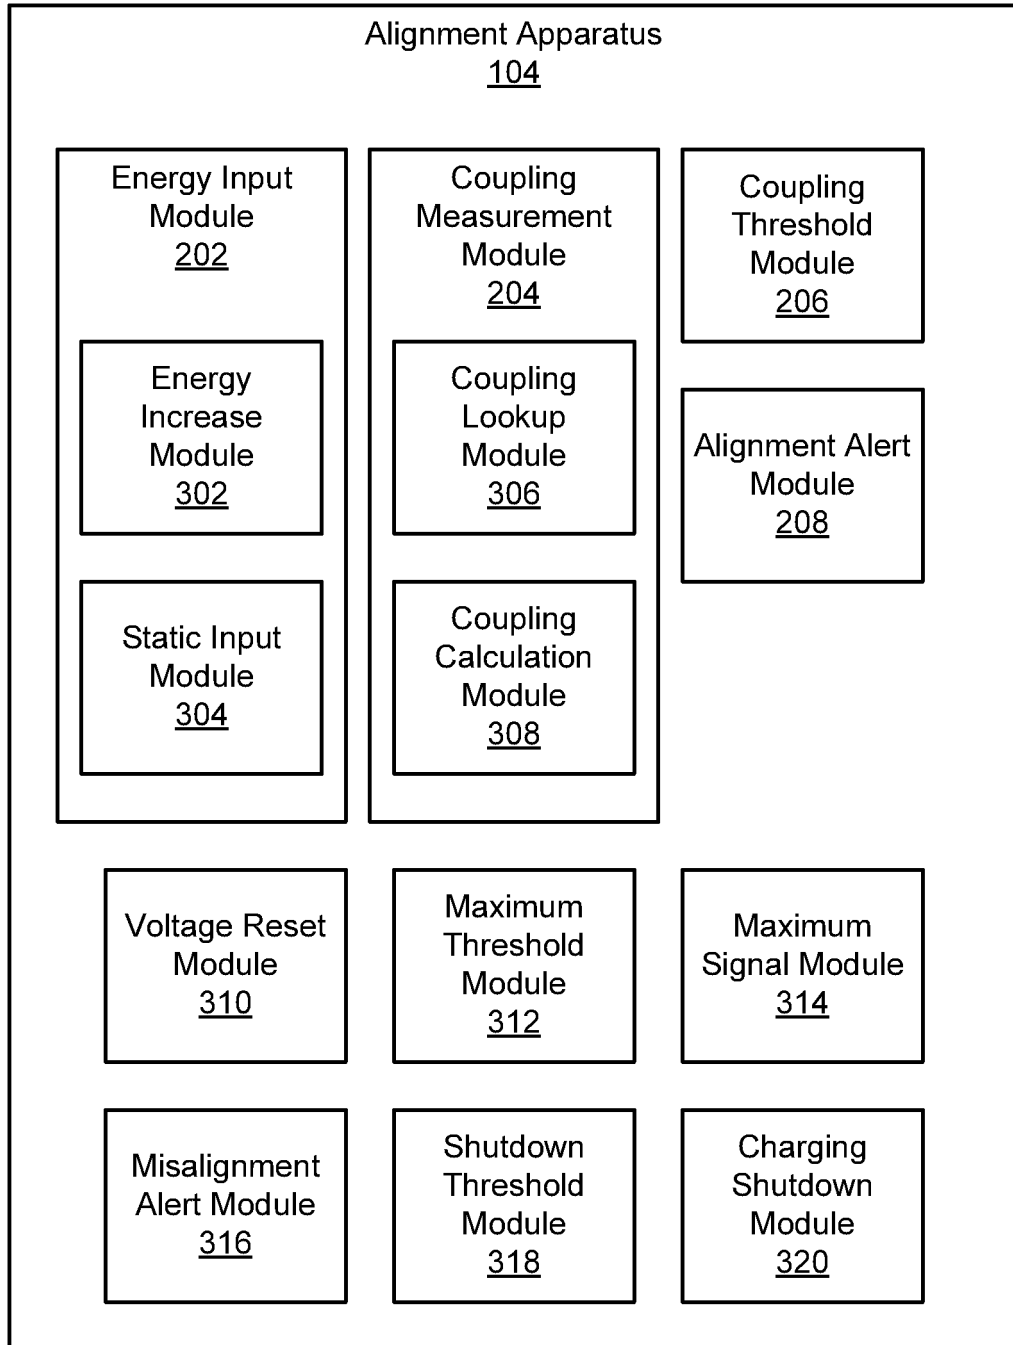 Alignment Apparatus
104
Energy Input
Module
202
Energy
Increase
Module
302
Static Input
Module
304
Coupling
Measurement
Module
204
Coupling
Lookup
Module
306
Coupling
Calculation
Module
308
Coupling
Threshold
Module
206
Alignment Alert
Module
208
Voltage Reset
Module
310
Maximum
Threshold
Module
312
Maximum
Signal Module
314
Misalignment
Alert Module
316
Shutdown
Threshold
Module
318
Charging
Shutdown
Module
320